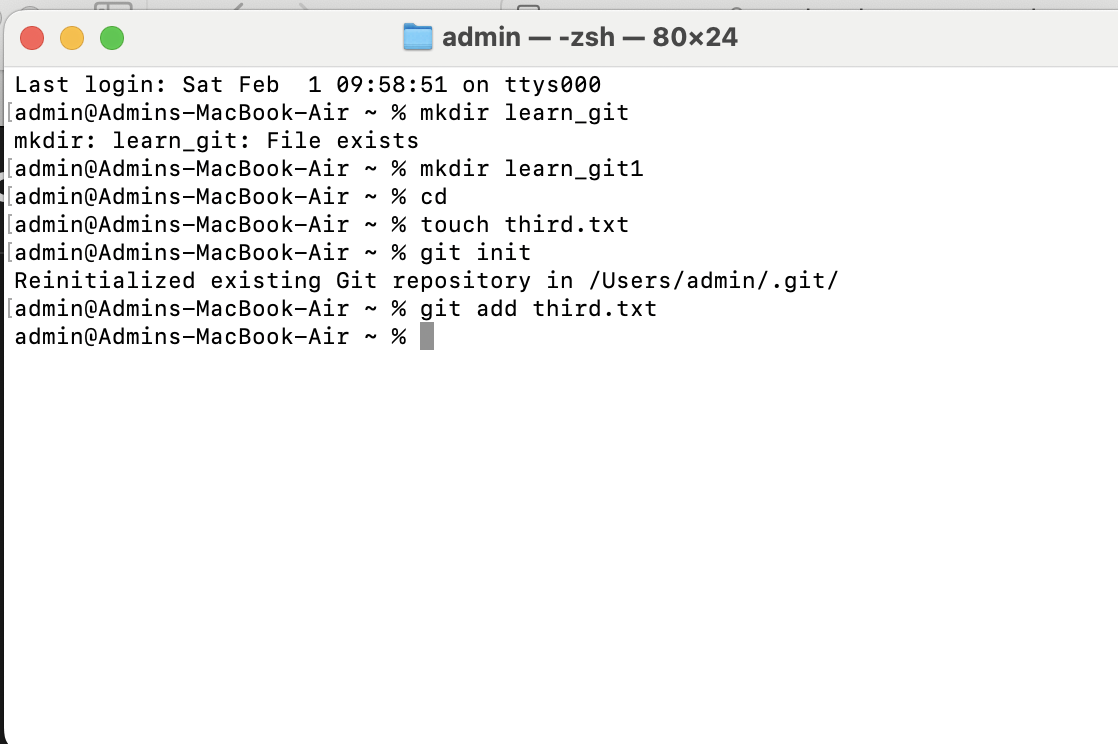 admin — -zsh — 80×24
Last login: Sat Feb  1 09:58:51 on ttys000
[admin@Admins-MacBook-Air ~ % mkdir learn_git
mkdir: learn_git: File exists
[admin@Admins-MacBook-Air ~ % mkdir learn_git1
[admin@Admins-MacBook-Air ~ % cd
[admin@Admins-MacBook-Air ~ % touch third.txt
[admin@Admins-MacBook-Air ~ % git init
Reinitialized existing Git repository in /Users/admin/.git/
[admin@Admins-MacBook-Air ~ % git add third.txt
admin@Admins-MacBook-Air ~ %